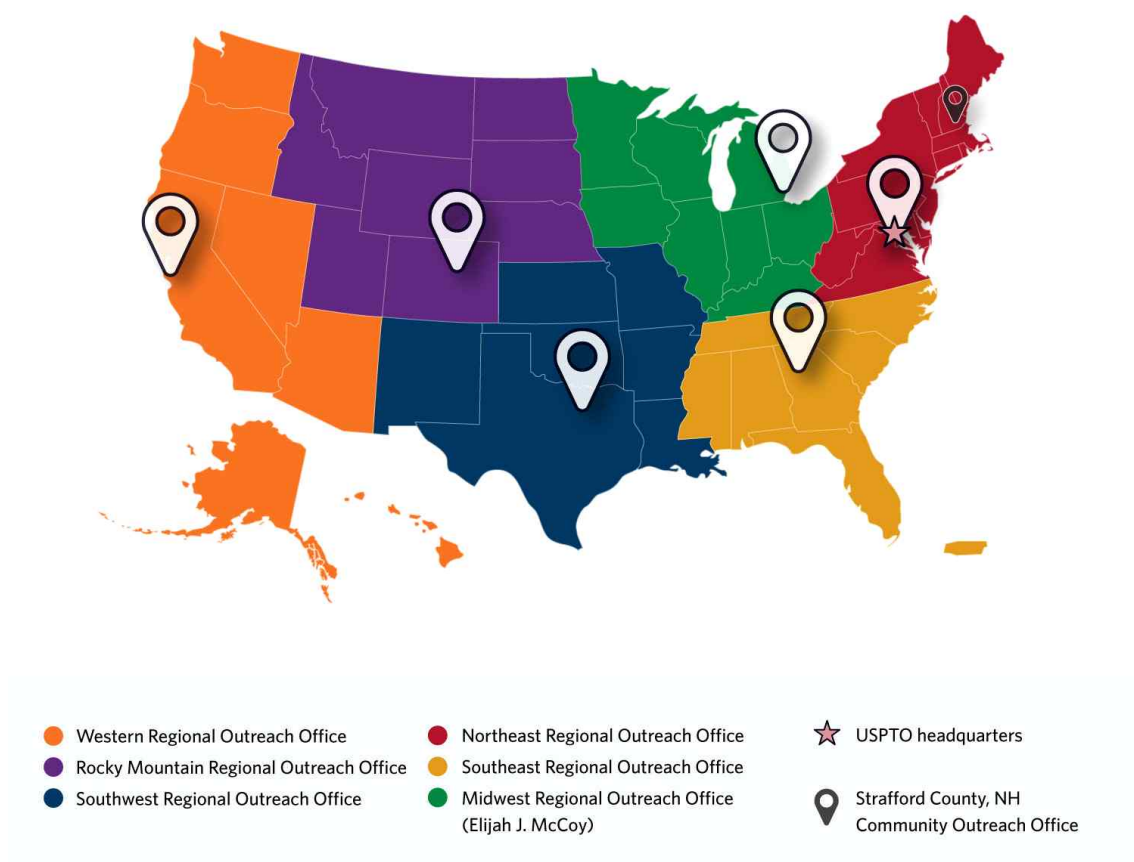 Western Regional Outreach Office
Rocky Mountain Regional Outreach Office
Southwest Regional Outreach Office
Northeast Regional Outreach Office
Southeast Regional Outreach Office
Midwest Regional Outreach Office
(Elijah J. McCoy)
USPTO headquarters
Strafford County, NH
Community Outreach Office